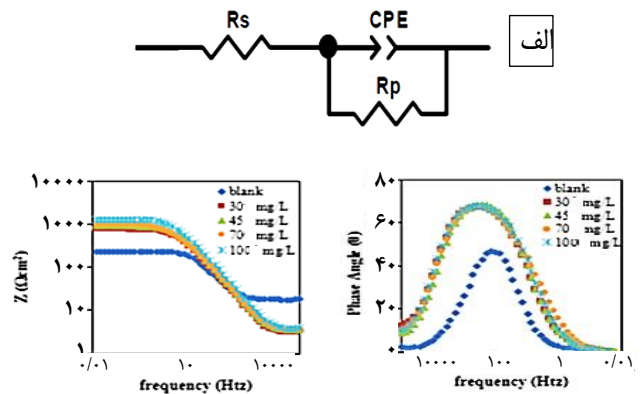 Rs
CPE
الف
Rp
۱۰۰۰۰
۱۰۰۰
۱۰۰
۱۰
۱
Z (Ωcm²)
blank
30 mg/L
45 mg/L
70 mg/L
100 mg/L
۰/۰۱
۱۰
۱۰۰۰۰
frequency (Htz)
۸۰
۶۰
۴۰
۲۰
۰
Phase Angle (θ)
blank
30 mg/L
45 mg/L
70 mg/L
100 mg/L
۱۰۰۰۰
۱۰۰
۱
۰/۰۱
frequency (Htz)